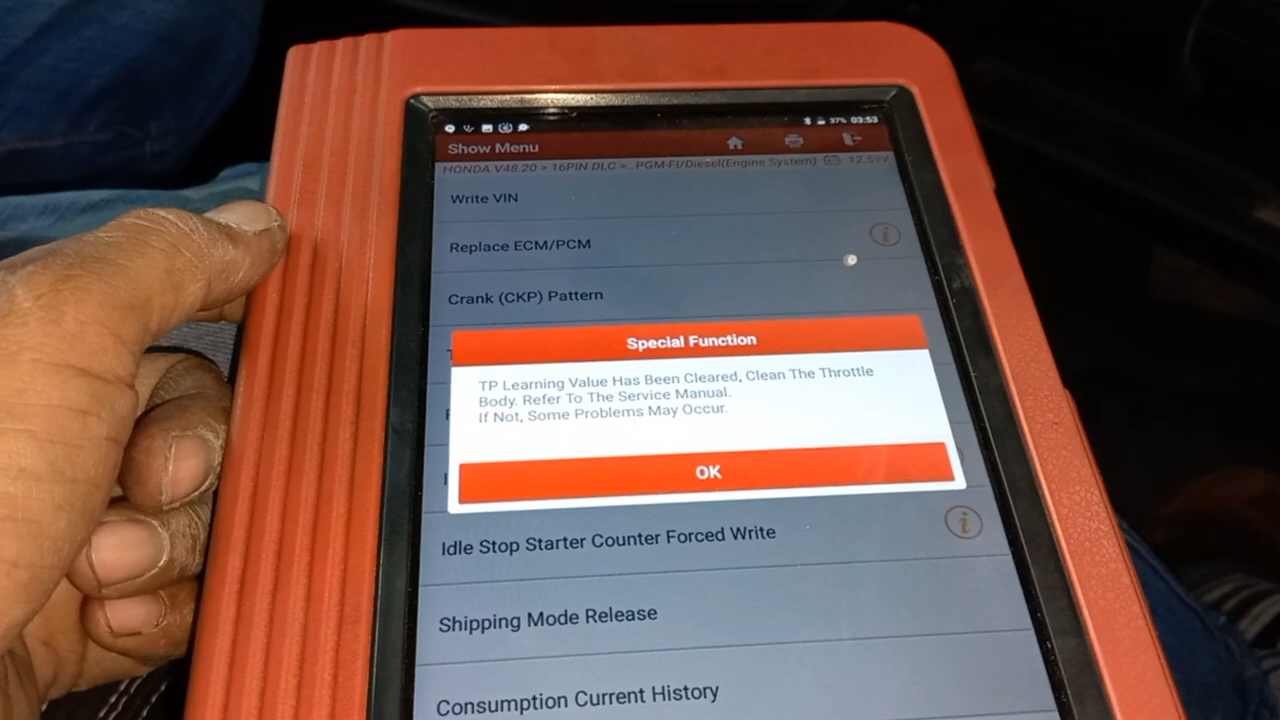 37% 03:53
Show Menu
HONDA V48.20 > 16PIN DLC >.. PGM-FI/Diesel(Engine System) 12.59V
Write VIN
Replace ECM/PCM
Crank (CKP) Pattern
Special Function
TP Learning Value Has Been Cleared, Clean The Throttle
Body. Refer To The Service Manual.
If Not, Some Problems May Occur.
OK
Idle Stop Starter Counter Forced Write
Shipping Mode Release
Consumption Current History